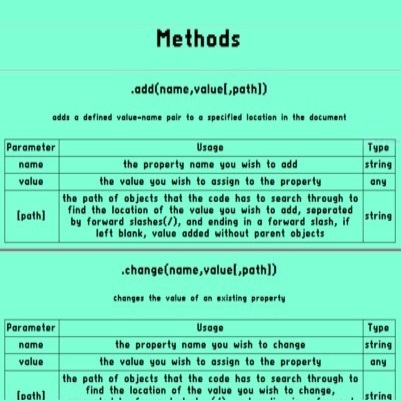 Methods
.add(name,value[,path])
adds a defined value-name pair to a specified location in the document
Parameter Usage Type
name the property name you wish to add string
value the value you wish to assign to the property any
the path of objects that the code has to search through to
find the location of the value you wish to add, seperated
[path] by forward slashes(/), and ending in a forward slash, if string
left blank, value added without parent objects
.change(name,value[,path])
changes the value of an existing property
Parameter Usage Type
name the property name you wish to change string
value the value you wish to assign to the property any
the path of objects that the code has to search through to
find the location of the value you wish to change,
[path] string